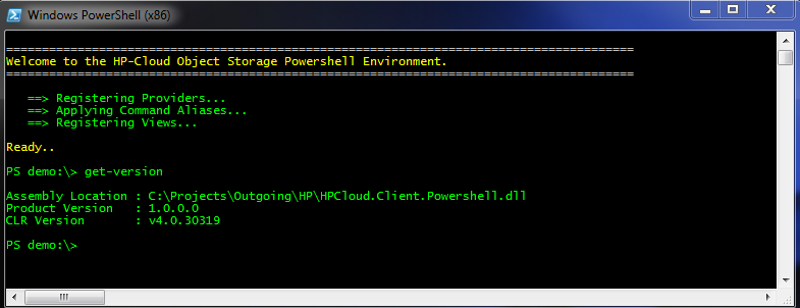 Windows PowerShell (x86)
=======================================================================================
Welcome to the HP-Cloud Object Storage Powershell Environment.
=======================================================================================
==> Registering Providers...
==> Applying Command Aliases...
==> Registering Views...
Ready..
PS demo:\> get-version
Assembly Location : C:\Projects\Outgoing\HP\HPCloud.Client.Powershell.dll
Product Version : 1.0.0.0
CLR Version : v4.0.30319
PS demo:\>